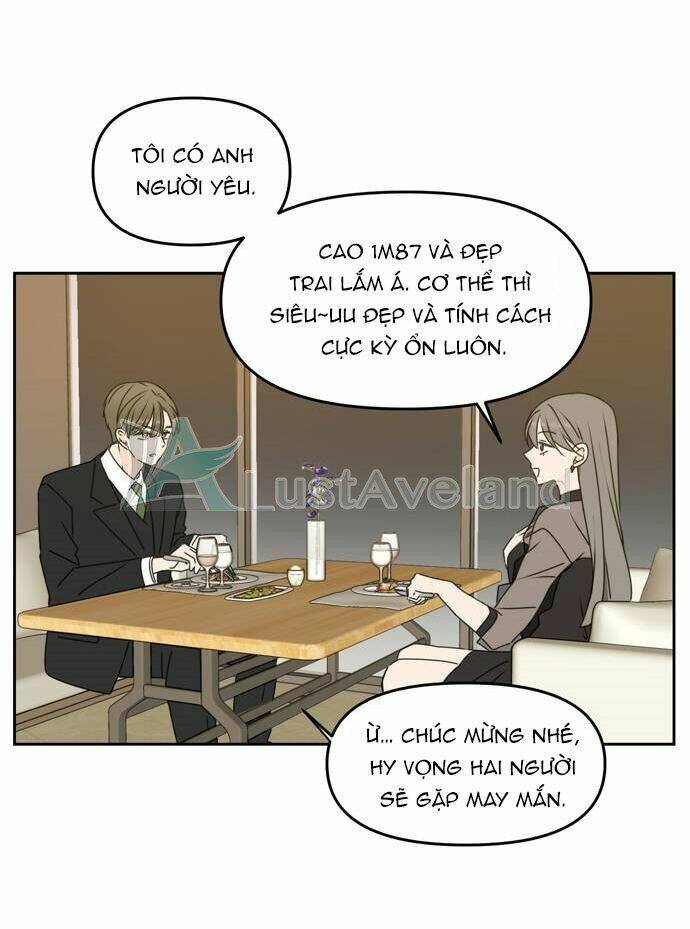 TÔI CÓ ANH
NGƯỜI YÊU.
CAO 1M87 VÀ ĐẸP
TRAI LẮM Á. CƠ THỂ THÌ
SIÊU~UU ĐẸP VÀ TÍNH CÁCH
CỰC KỲ ỔN LUÔN.
LustAveland
Ừ... CHÚC MỪNG NHÉ,
HY VỌNG HAI NGƯỜI
SẼ GẶP MAY MẮN.